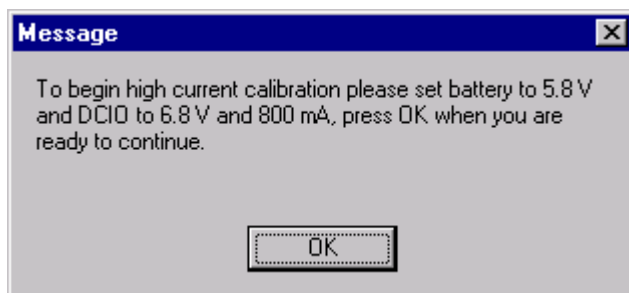 Message
To begin high current calibration please set battery to 5.8 V
and DCIO to 6.8 V and 800 mA, press OK when you are
ready to continue.
OK